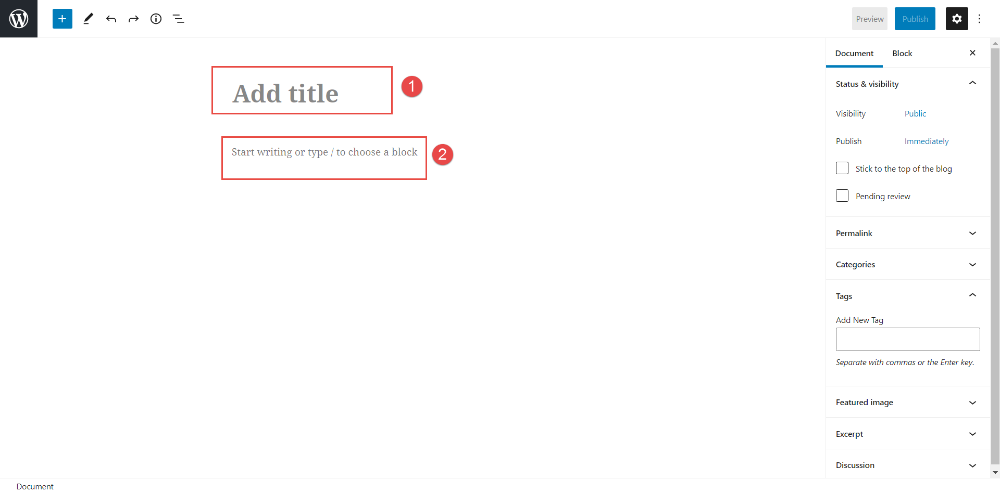 Preview
Publish
Add title
1
Start writing or type / to choose a block
2
Document Block
Status & visibility
Visibility Public
Publish Immediately
Stick to the top of the blog
Pending review
Permalink
Categories
Tags
Add New Tag
Separate with commas or the Enter key.
Featured image
Excerpt
Discussion
Document